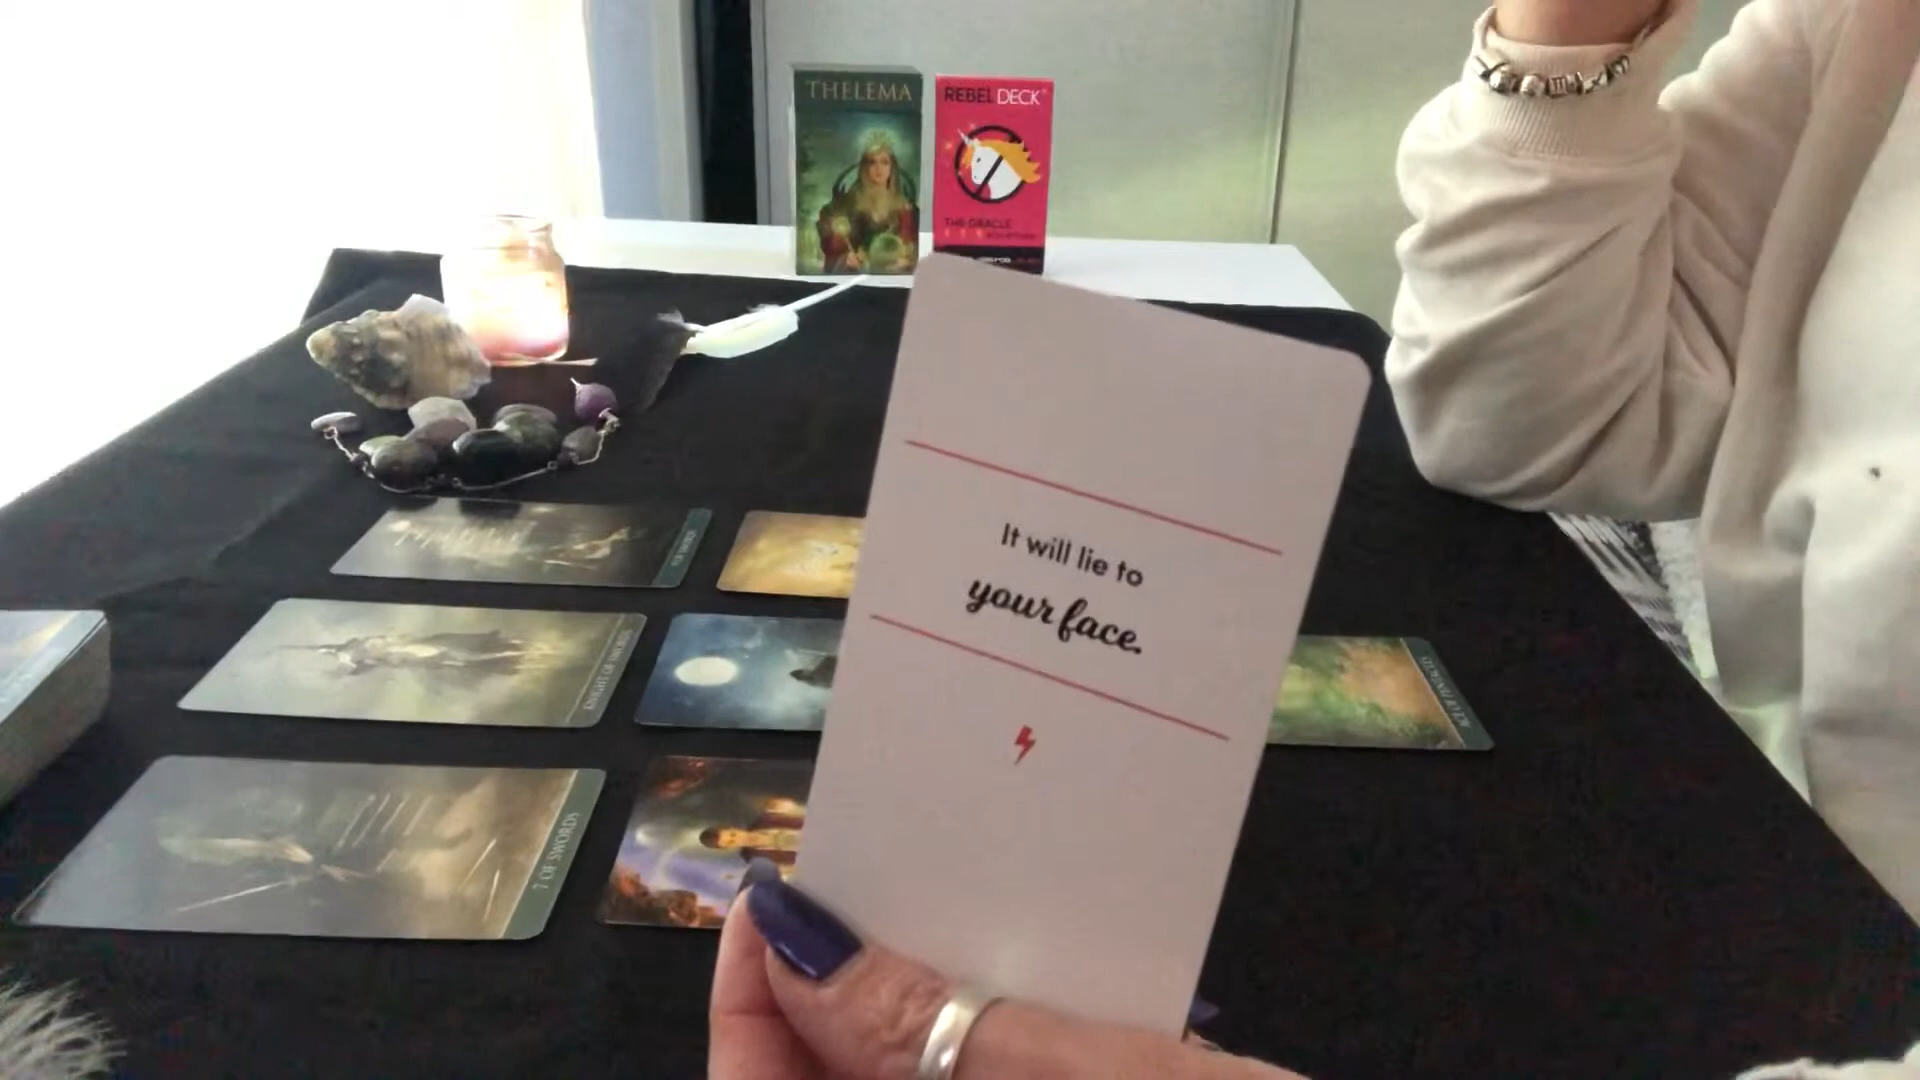 THELEMA
REBEL DECK
THE ORACLE
It will lie to
your face.
KNIGHT OF SWORDS
7 OF SWORDS